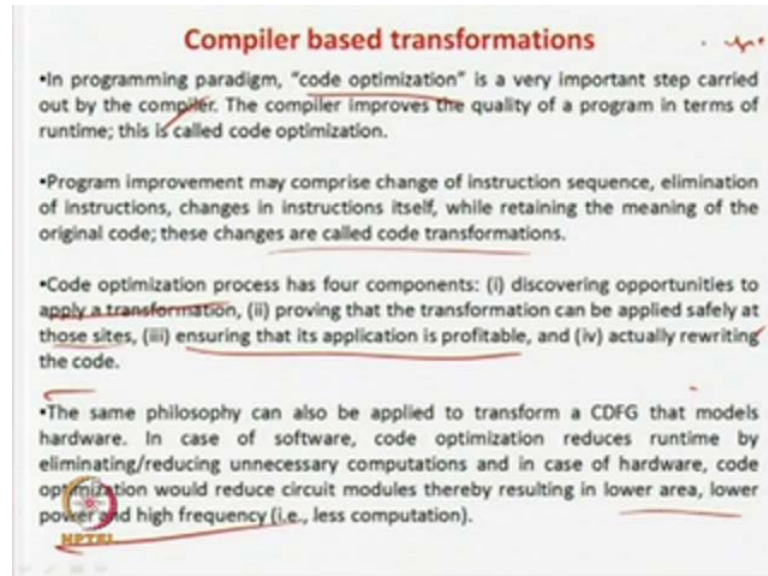 Compiler based transformations
•In programming paradigm, “code optimization” is a very important step carried
out by the compiler. The compiler improves the quality of a program in terms of
runtime; this is called code optimization.
•Program improvement may comprise change of instruction sequence, elimination
of instructions, changes in instructions itself, while retaining the meaning of the
original code; these changes are called code transformations.
•Code optimization process has four components: (i) discovering opportunities to
apply a transformation, (ii) proving that the transformation can be applied safely at
those sites, (iii) ensuring that its application is profitable, and (iv) actually rewriting
the code.
•The same philosophy can also be applied to transform a CDFG that models
hardware. In case of software, code optimization reduces runtime by
eliminating/reducing unnecessary computations and in case of hardware, code
optimization would reduce circuit modules thereby resulting in lower area, lower
power and high frequency (i.e., less computation).
NPTEL